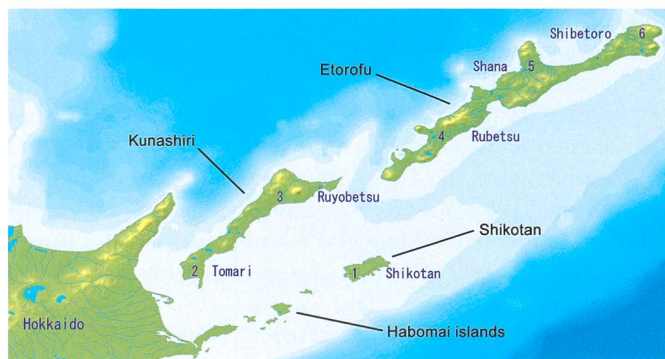 Shibetoro
6
Shana
5
Etorofu
4
Rubetsu
Kunashiri
3
Ruyobetsu
Shikotan
2
Tomari
1
Shikotan
Hokkaido
Habomai islands